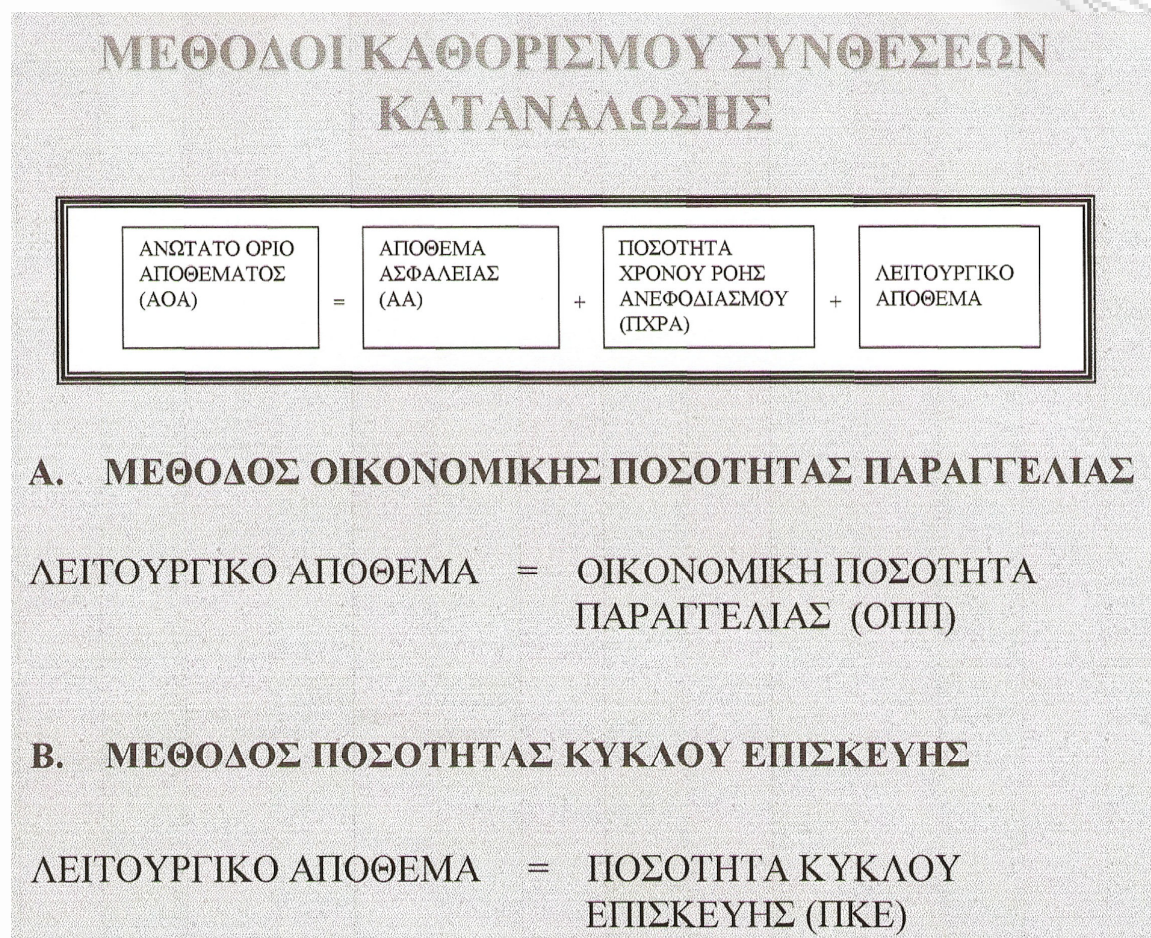 ΜΕΘΟΔΟΙ ΚΑΘΟΡΙΣΜΟΥ ΣΥΝΘΕΣΕΩΝ
ΚΑΤΑΝΑΛΩΣΗΣ
ΑΝΩΤΑΤΟ ΟΡΙΟ
ΑΠΟΘΕΜΑΤΟΣ
(ΑΟΑ)
=
ΑΠΟΘΕΜΑ
ΑΣΦΑΛΕΙΑΣ
(ΑΑ)
+
ΠΟΣΟΤΗΤΑ
ΧΡΟΝΟΥ ΡΟΗΣ
ΑΝΕΦΟΔΙΑΣΜΟΥ
(ΠΧΡΑ)
+
ΛΕΙΤΟΥΡΓΙΚΟ
ΑΠΟΘΕΜΑ
Α. ΜΕΘΟΔΟΣ ΟΙΚΟΝΟΜΙΚΗΣ ΠΟΣΟΤΗΤΑΣ ΠΑΡΑΓΓΕΛΙΑΣ
ΛΕΙΤΟΥΡΓΙΚΟ ΑΠΟΘΕΜΑ = ΟΙΚΟΝΟΜΙΚΗ ΠΟΣΟΤΗΤΑ
ΠΑΡΑΓΓΕΛΙΑΣ (ΟΠΠ)
Β. ΜΕΘΟΔΟΣ ΠΟΣΟΤΗΤΑΣ ΚΥΚΛΟΥ ΕΠΙΣΚΕΥΗΣ
ΛΕΙΤΟΥΡΓΙΚΟ ΑΠΟΘΕΜΑ = ΠΟΣΟΤΗΤΑ ΚΥΚΛΟΥ
ΕΠΙΣΚΕΥΗΣ (ΠΚΕ)